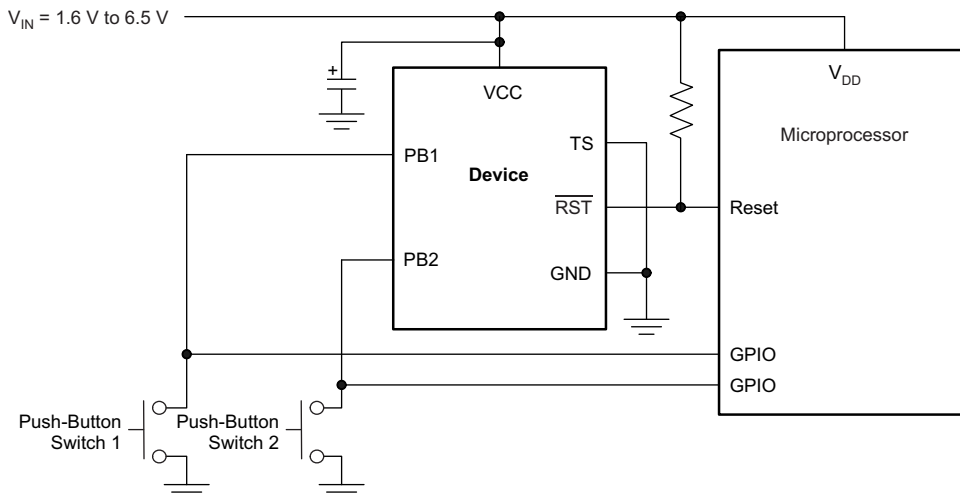 V_IN = 1.6 V to 6.5 V
+
VCC
V_DD
Microprocessor
TS
PB1
Device
R̅S̅T̅
Reset
PB2
GND
GPIO
GPIO
Push-Button
Switch 1
Push-Button
Switch 2